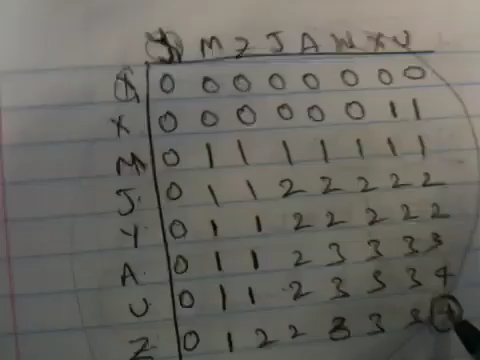 M Z J A W X U
0 0 0 0 0 0 0 0
X 0 0 0 0 0 0 1 1
M 0 1 1 1 1 1 1 1
J 0 1 1 2 2 2 2 2
Y 0 1 1 2 2 2 2 2
A 0 1 1 2 3 3 3 3
U 0 1 1 2 3 3 3 4
Z 0 1 2 2 3 3 3 4